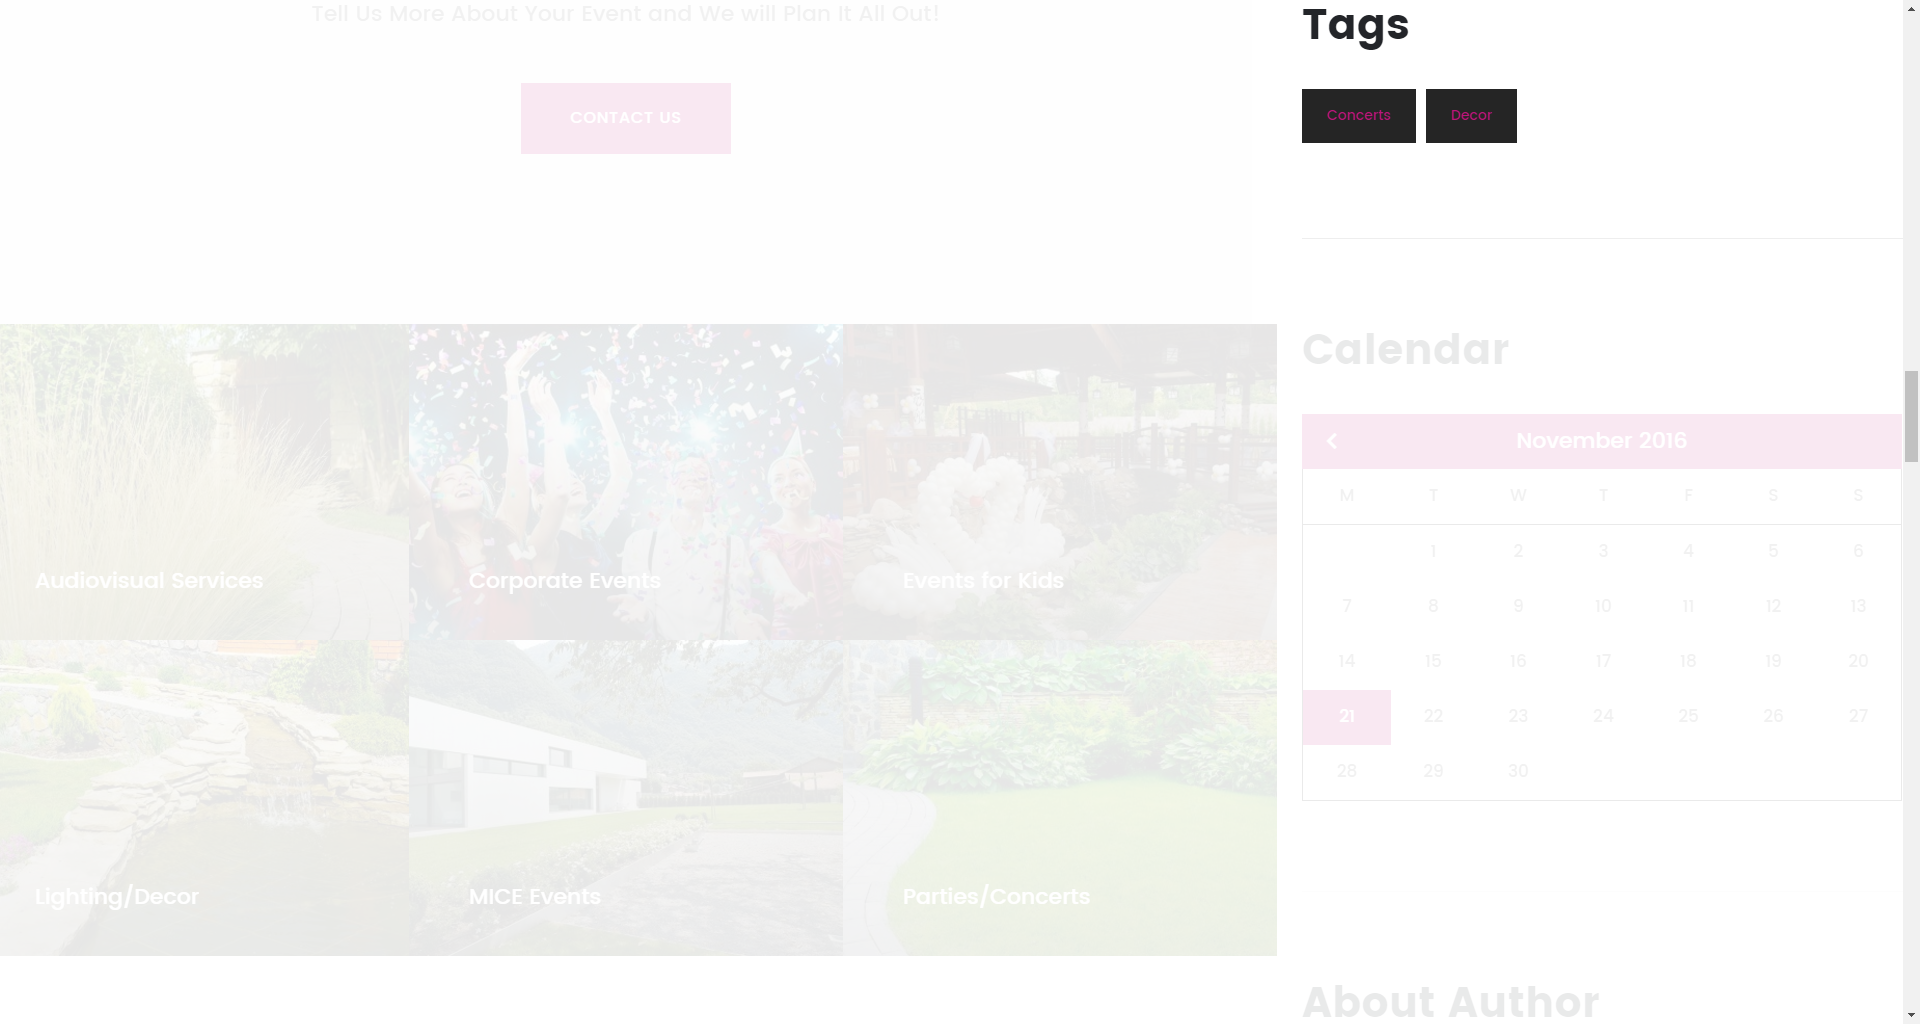 Tell Us More About Your Event and We will Plan It All Out!
CONTACT US
Audiovisual Services
Corporate Events
Events for Kids
Lighting/Decor
MICE Events
Parties/Concerts
Tags
Concerts Decor
Calendar
November 2016
M T W T F S S
1 2 3 4 5 6
7 8 9 10 11 12 13
14 15 16 17 18 19 20
21 22 23 24 25 26 27
28 29 30
About Author